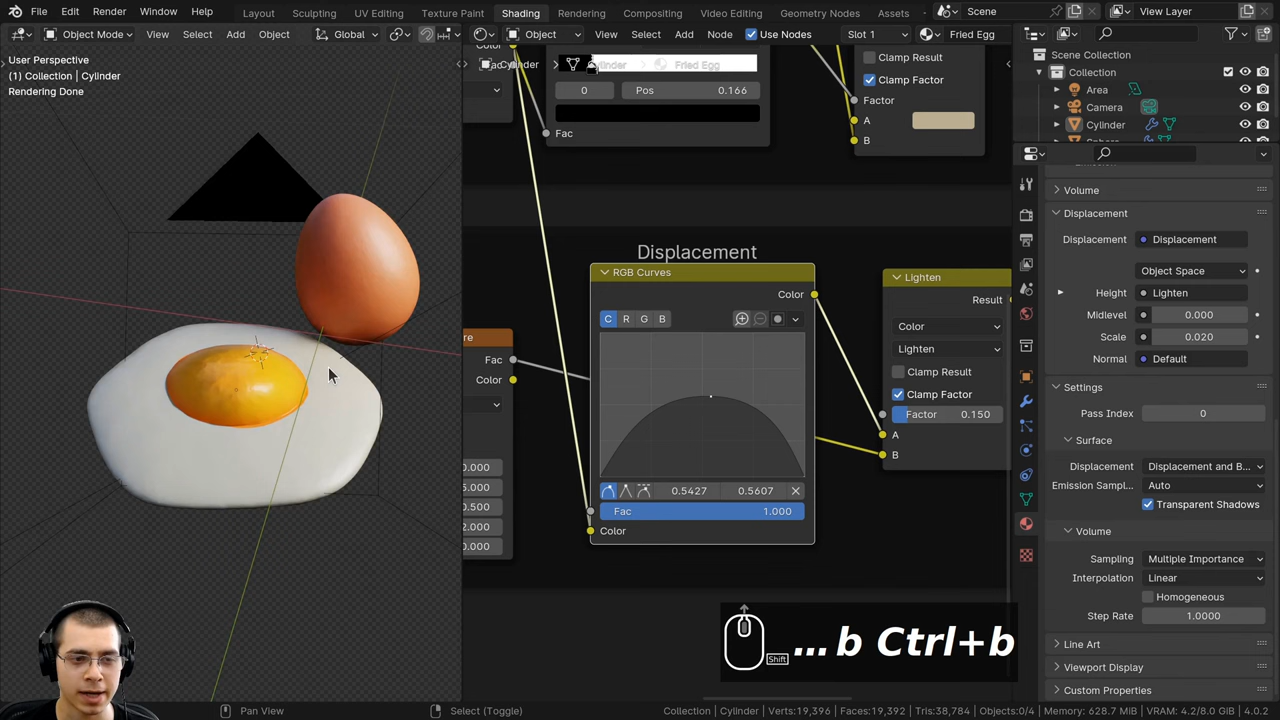 File Edit Render Window Help Layout Sculpting UV Editing Texture Paint Shading Rendering Compositing Video Editing Geometry Nodes Assets Scene View Layer
Object Mode View Select Add Object Global Object View Select Add Node Use Nodes Slot 1 Fried Egg
User Perspective
(1) Collection | Cylinder
Rendering Done
Cylinder Fried Egg
0 Pos 0.166
Fac
Clamp Result
Clamp Factor
Factor
A
B
Scene Collection
Collection
Area
Camera
Cylinder
Volume
Displacement
Displacement Displacement
Object Space
Height Lighten
Midlevel 0.000
Scale 0.020
Normal Default
Settings
Pass Index 0
Surface
Displacement Displacement and B...
Emission Sampl... Auto
Transparent Shadows
Volume
Sampling Multiple Importance
Interpolation Linear
Homogeneous
Step Rate 1.0000
Line Art
Viewport Display
Custom Properties
Displacement
RGB Curves
Color
C R G B
0.5427 0.5607
Fac 1.000
Color
Lighten
Result
Color
Lighten
Clamp Result
Clamp Factor
Factor 0.150
A
B
re
Fac
Color
0.000
5.000
0.500
2.000
0.000
Shift
...b Ctrl+b
Pan View Select (Toggle) Collection | Cylinder | Verts:19,396 | Faces:19,392 | Tris:38,784 | Objects:0/4 | Memory: 628.7 MiB | VRAM: 4.2/8.0 GiB | 4.0.2